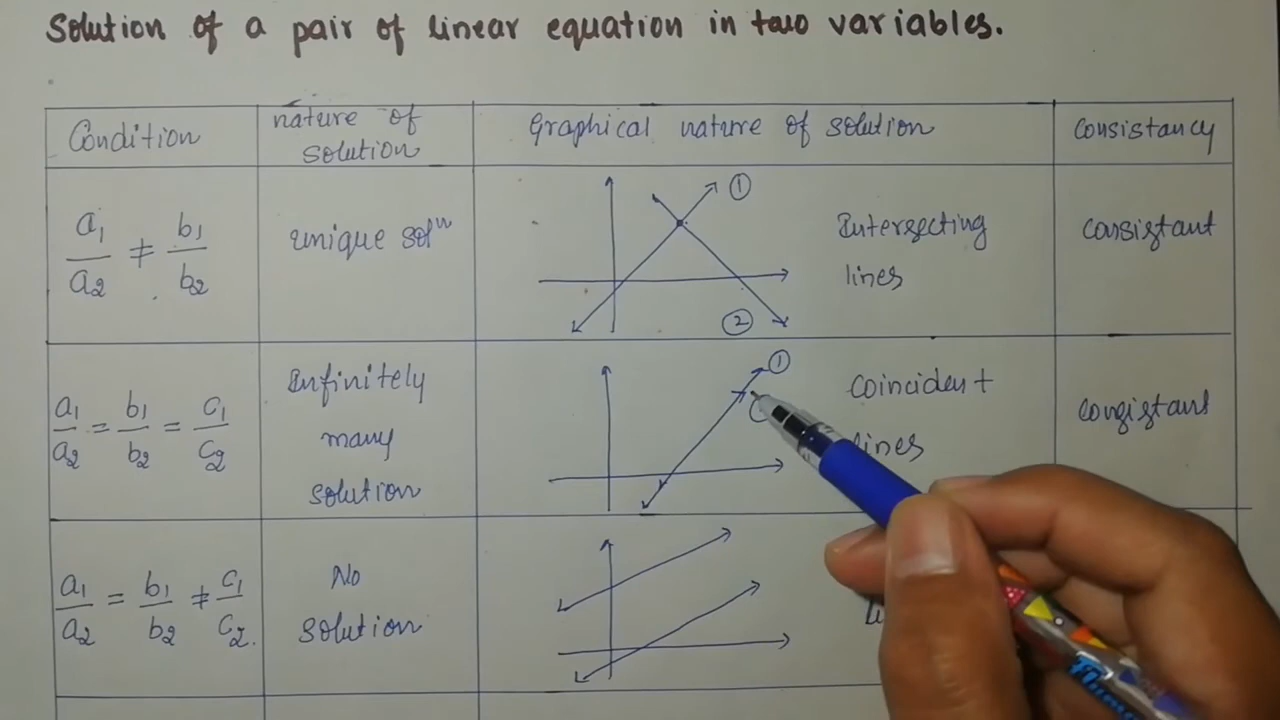 Solution of a pair of linear equation in two variables.
Condition
nature of
solution
Graphical nature of solution
Consistancy
a1/a2 ≠ b1/b2
unique solⁿ
1
2
Intersecting
lines
consistant
a1/a2 = b1/b2 = c1/c2
Infinitely
many
solution
1
Coincident
lines
consistant
a1/a2 = b1/b2 ≠ c1/c2.
No
solution